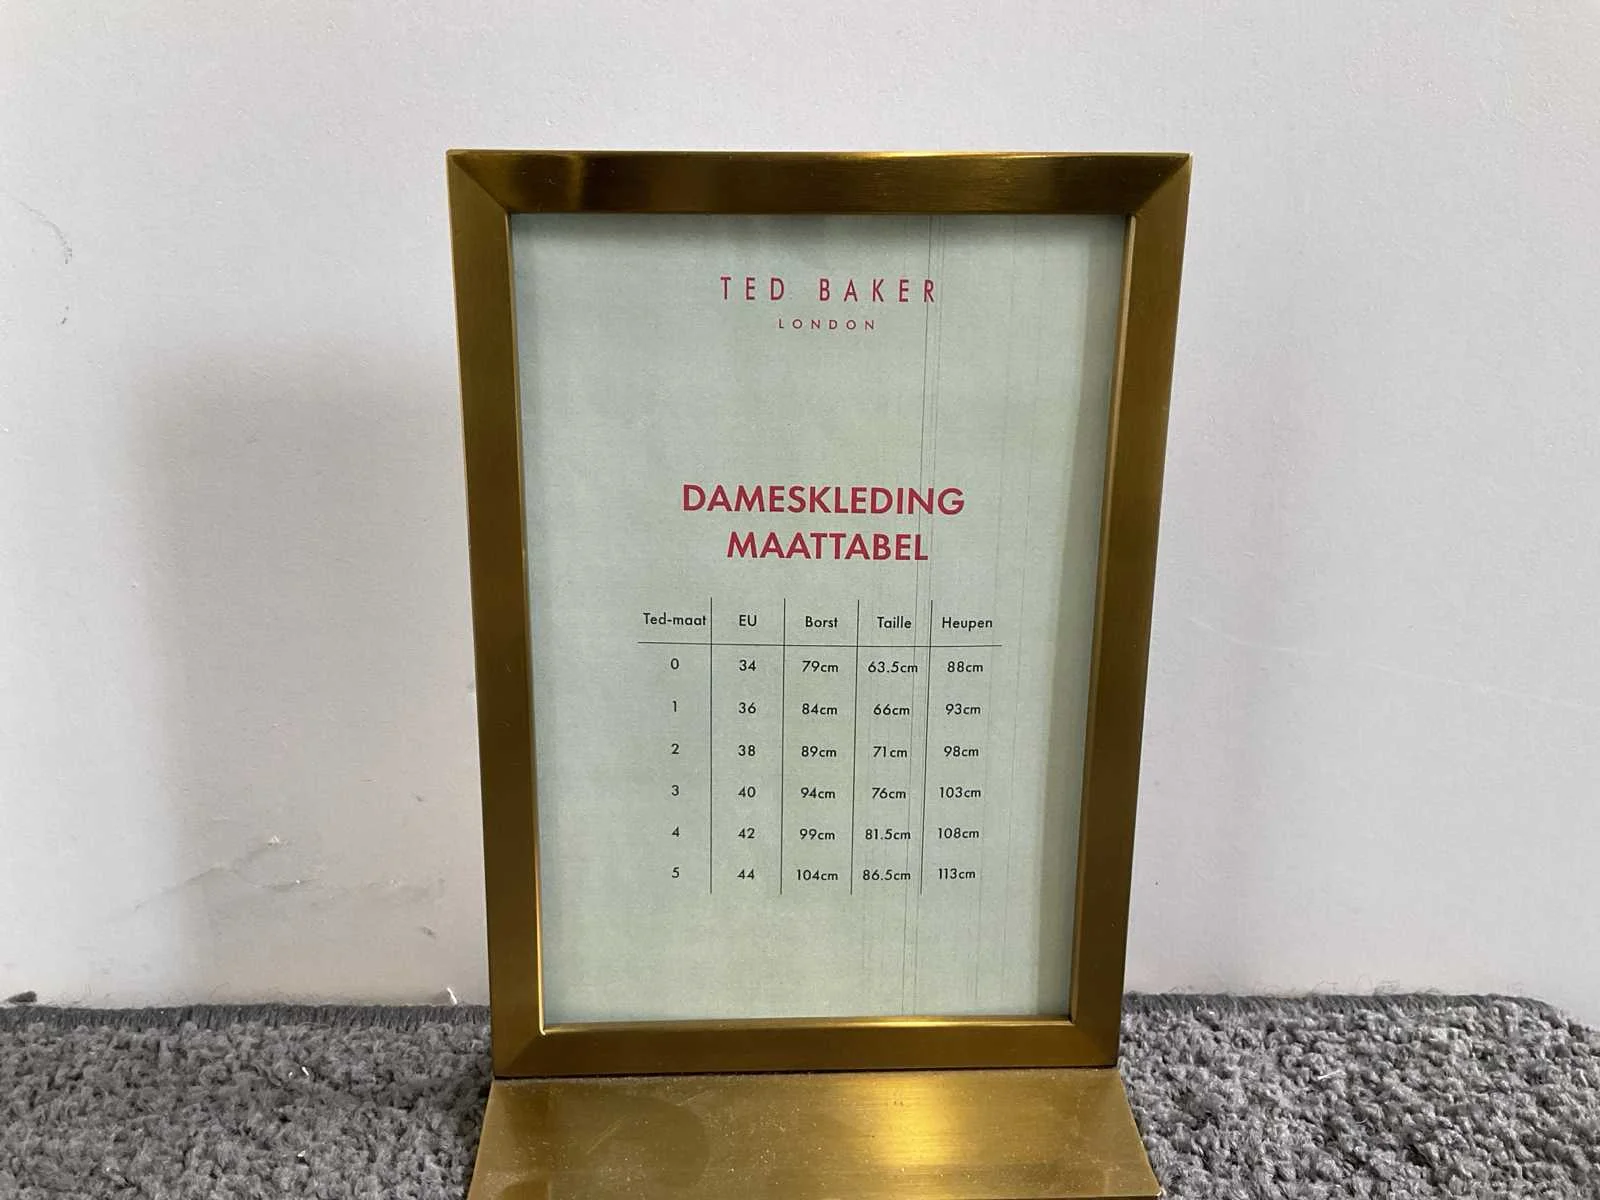 TED BAKER
LONDON
DAMESKLEDING
MAATTABEL
Ted-maat EU Borst Taille Heupen
0 34 79cm 63.5cm 88cm
1 36 84cm 66cm 93cm
2 38 89cm 71cm 98cm
3 40 94cm 76cm 103cm
4 42 99cm 81.5cm 108cm
5 44 104cm 86.5cm 113cm